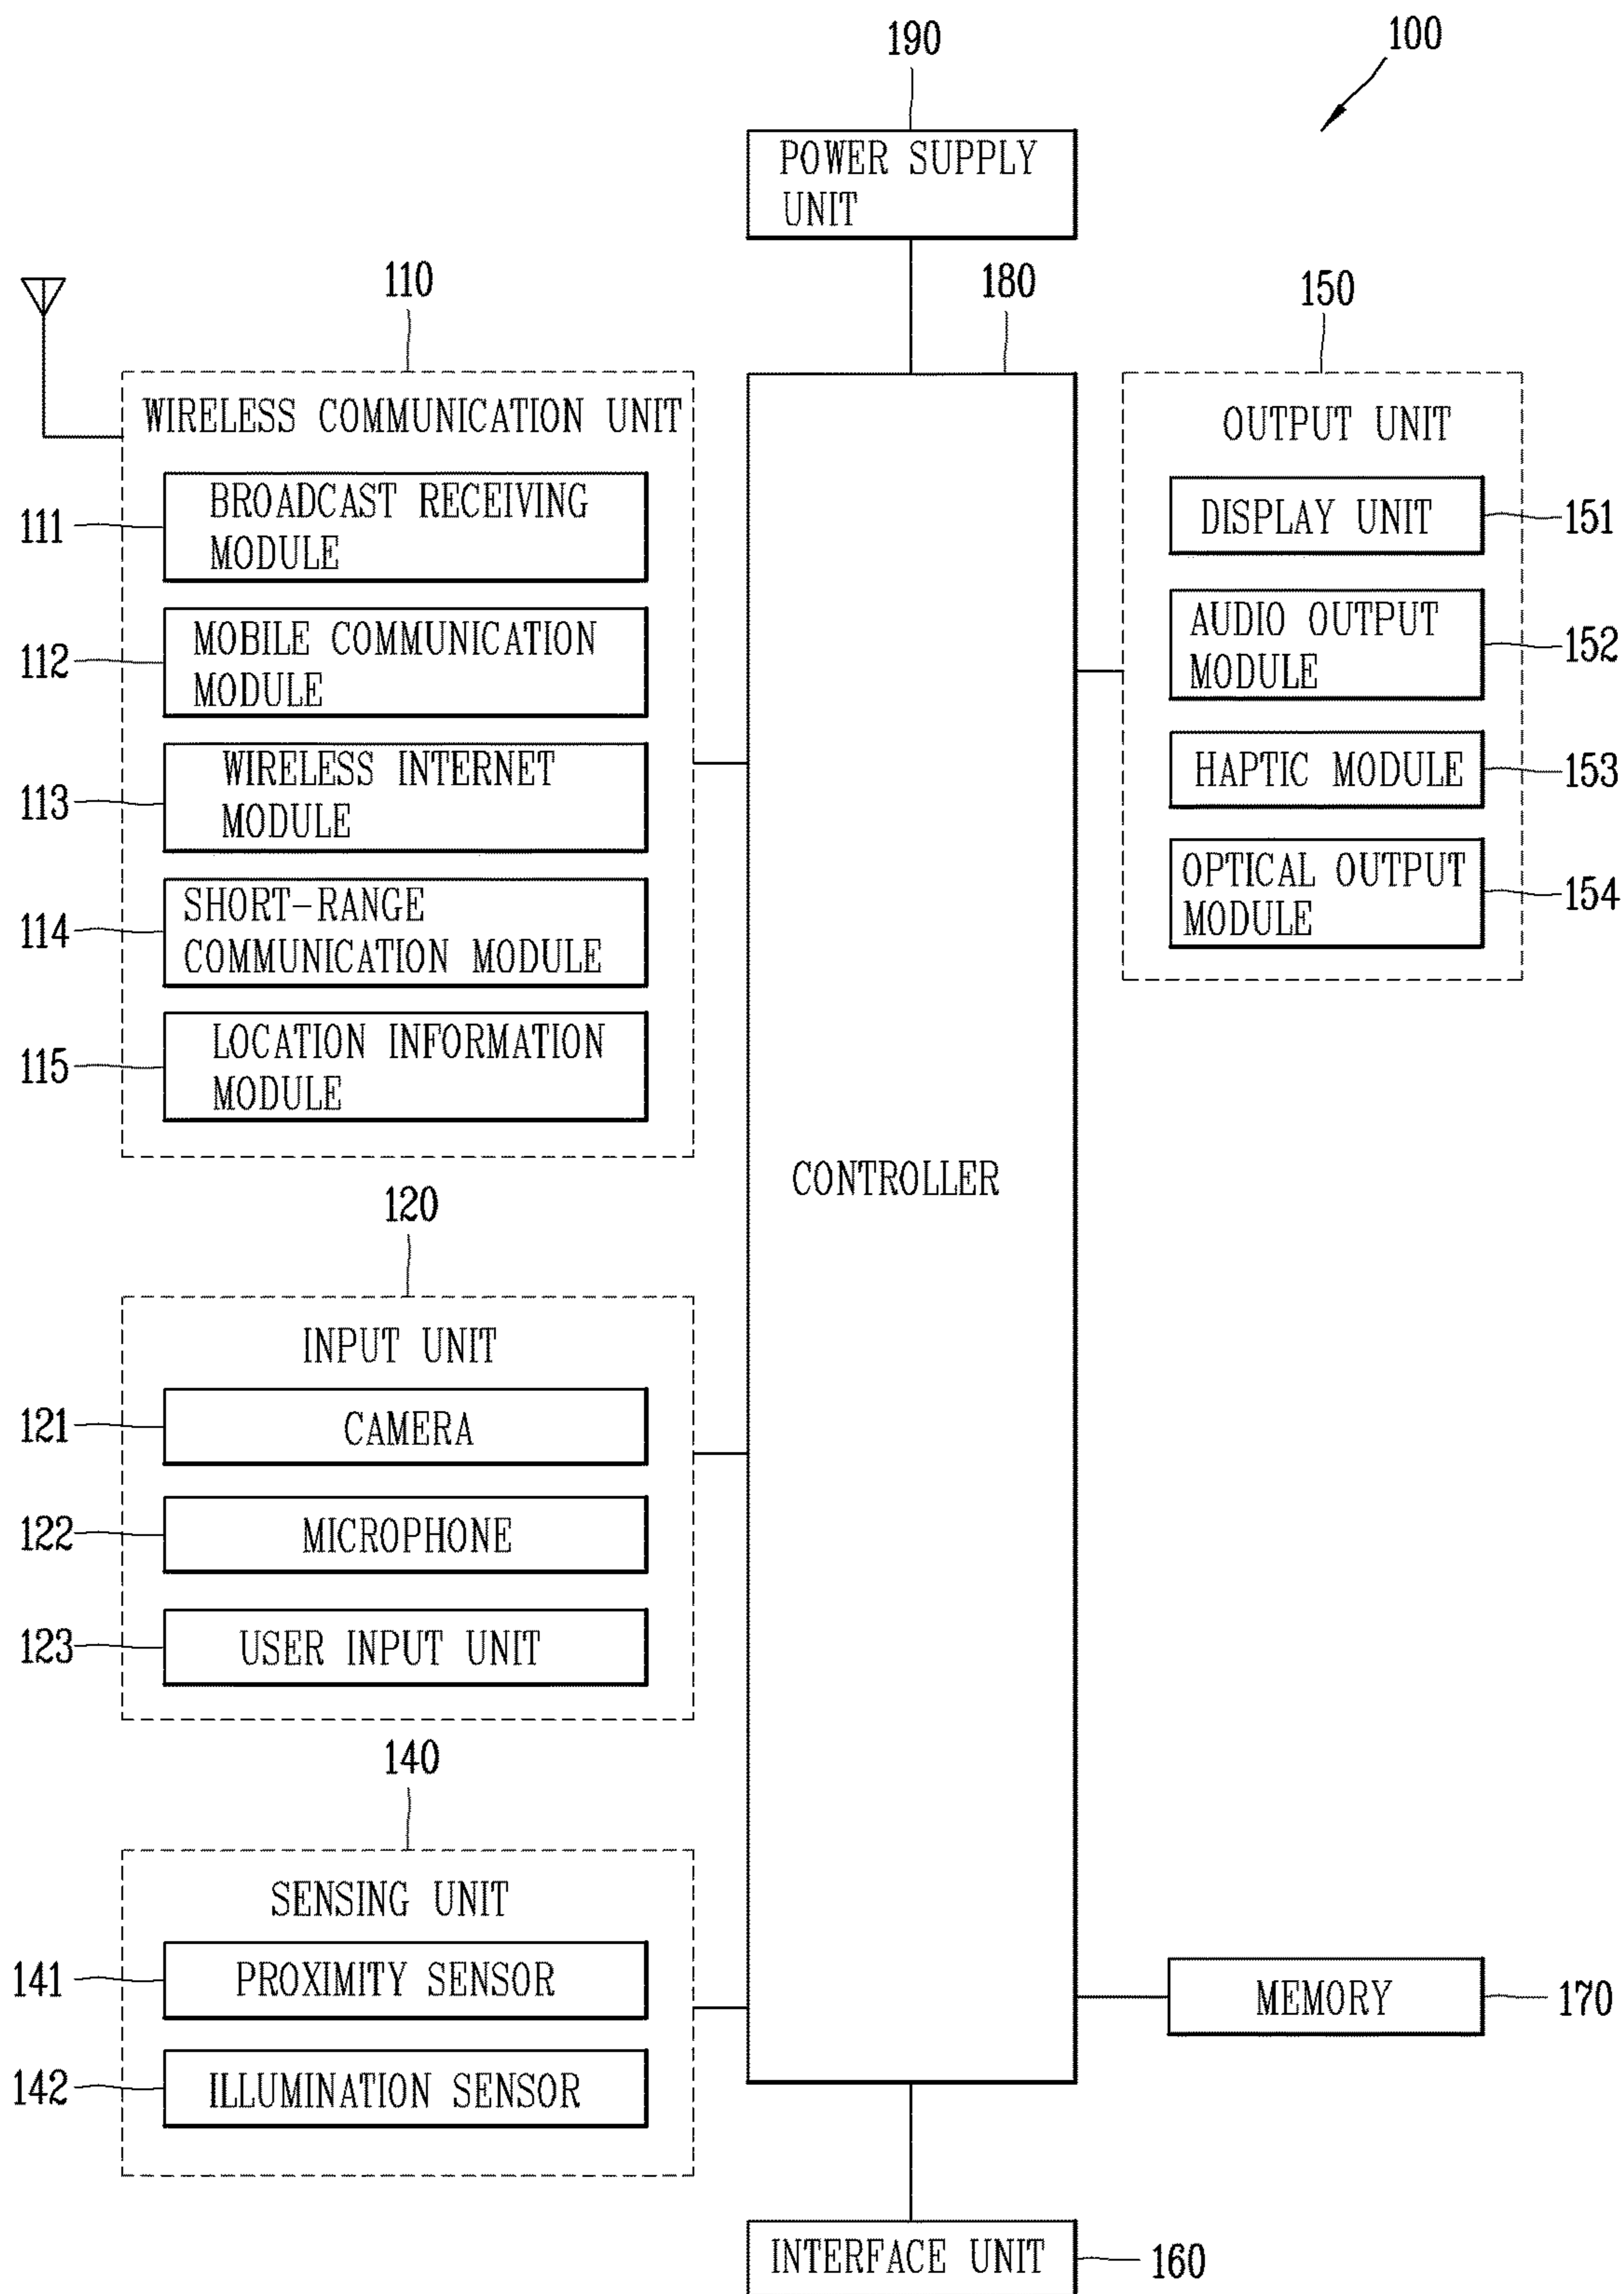 100
190
POWER SUPPLY
UNIT
110
180
150
WIRELESS COMMUNICATION UNIT
111
BROADCAST RECEIVING
MODULE
112
MOBILE COMMUNICATION
MODULE
113
WIRELESS INTERNET
MODULE
114
SHORT-RANGE
COMMUNICATION MODULE
115
LOCATION INFORMATION
MODULE
OUTPUT UNIT
DISPLAY UNIT
151
AUDIO OUTPUT
MODULE
152
HAPTIC MODULE
153
OPTICAL OUTPUT
MODULE
154
CONTROLLER
120
INPUT UNIT
121
CAMERA
122
MICROPHONE
123
USER INPUT UNIT
140
SENSING UNIT
141
PROXIMITY SENSOR
142
ILLUMINATION SENSOR
MEMORY
170
INTERFACE UNIT
160